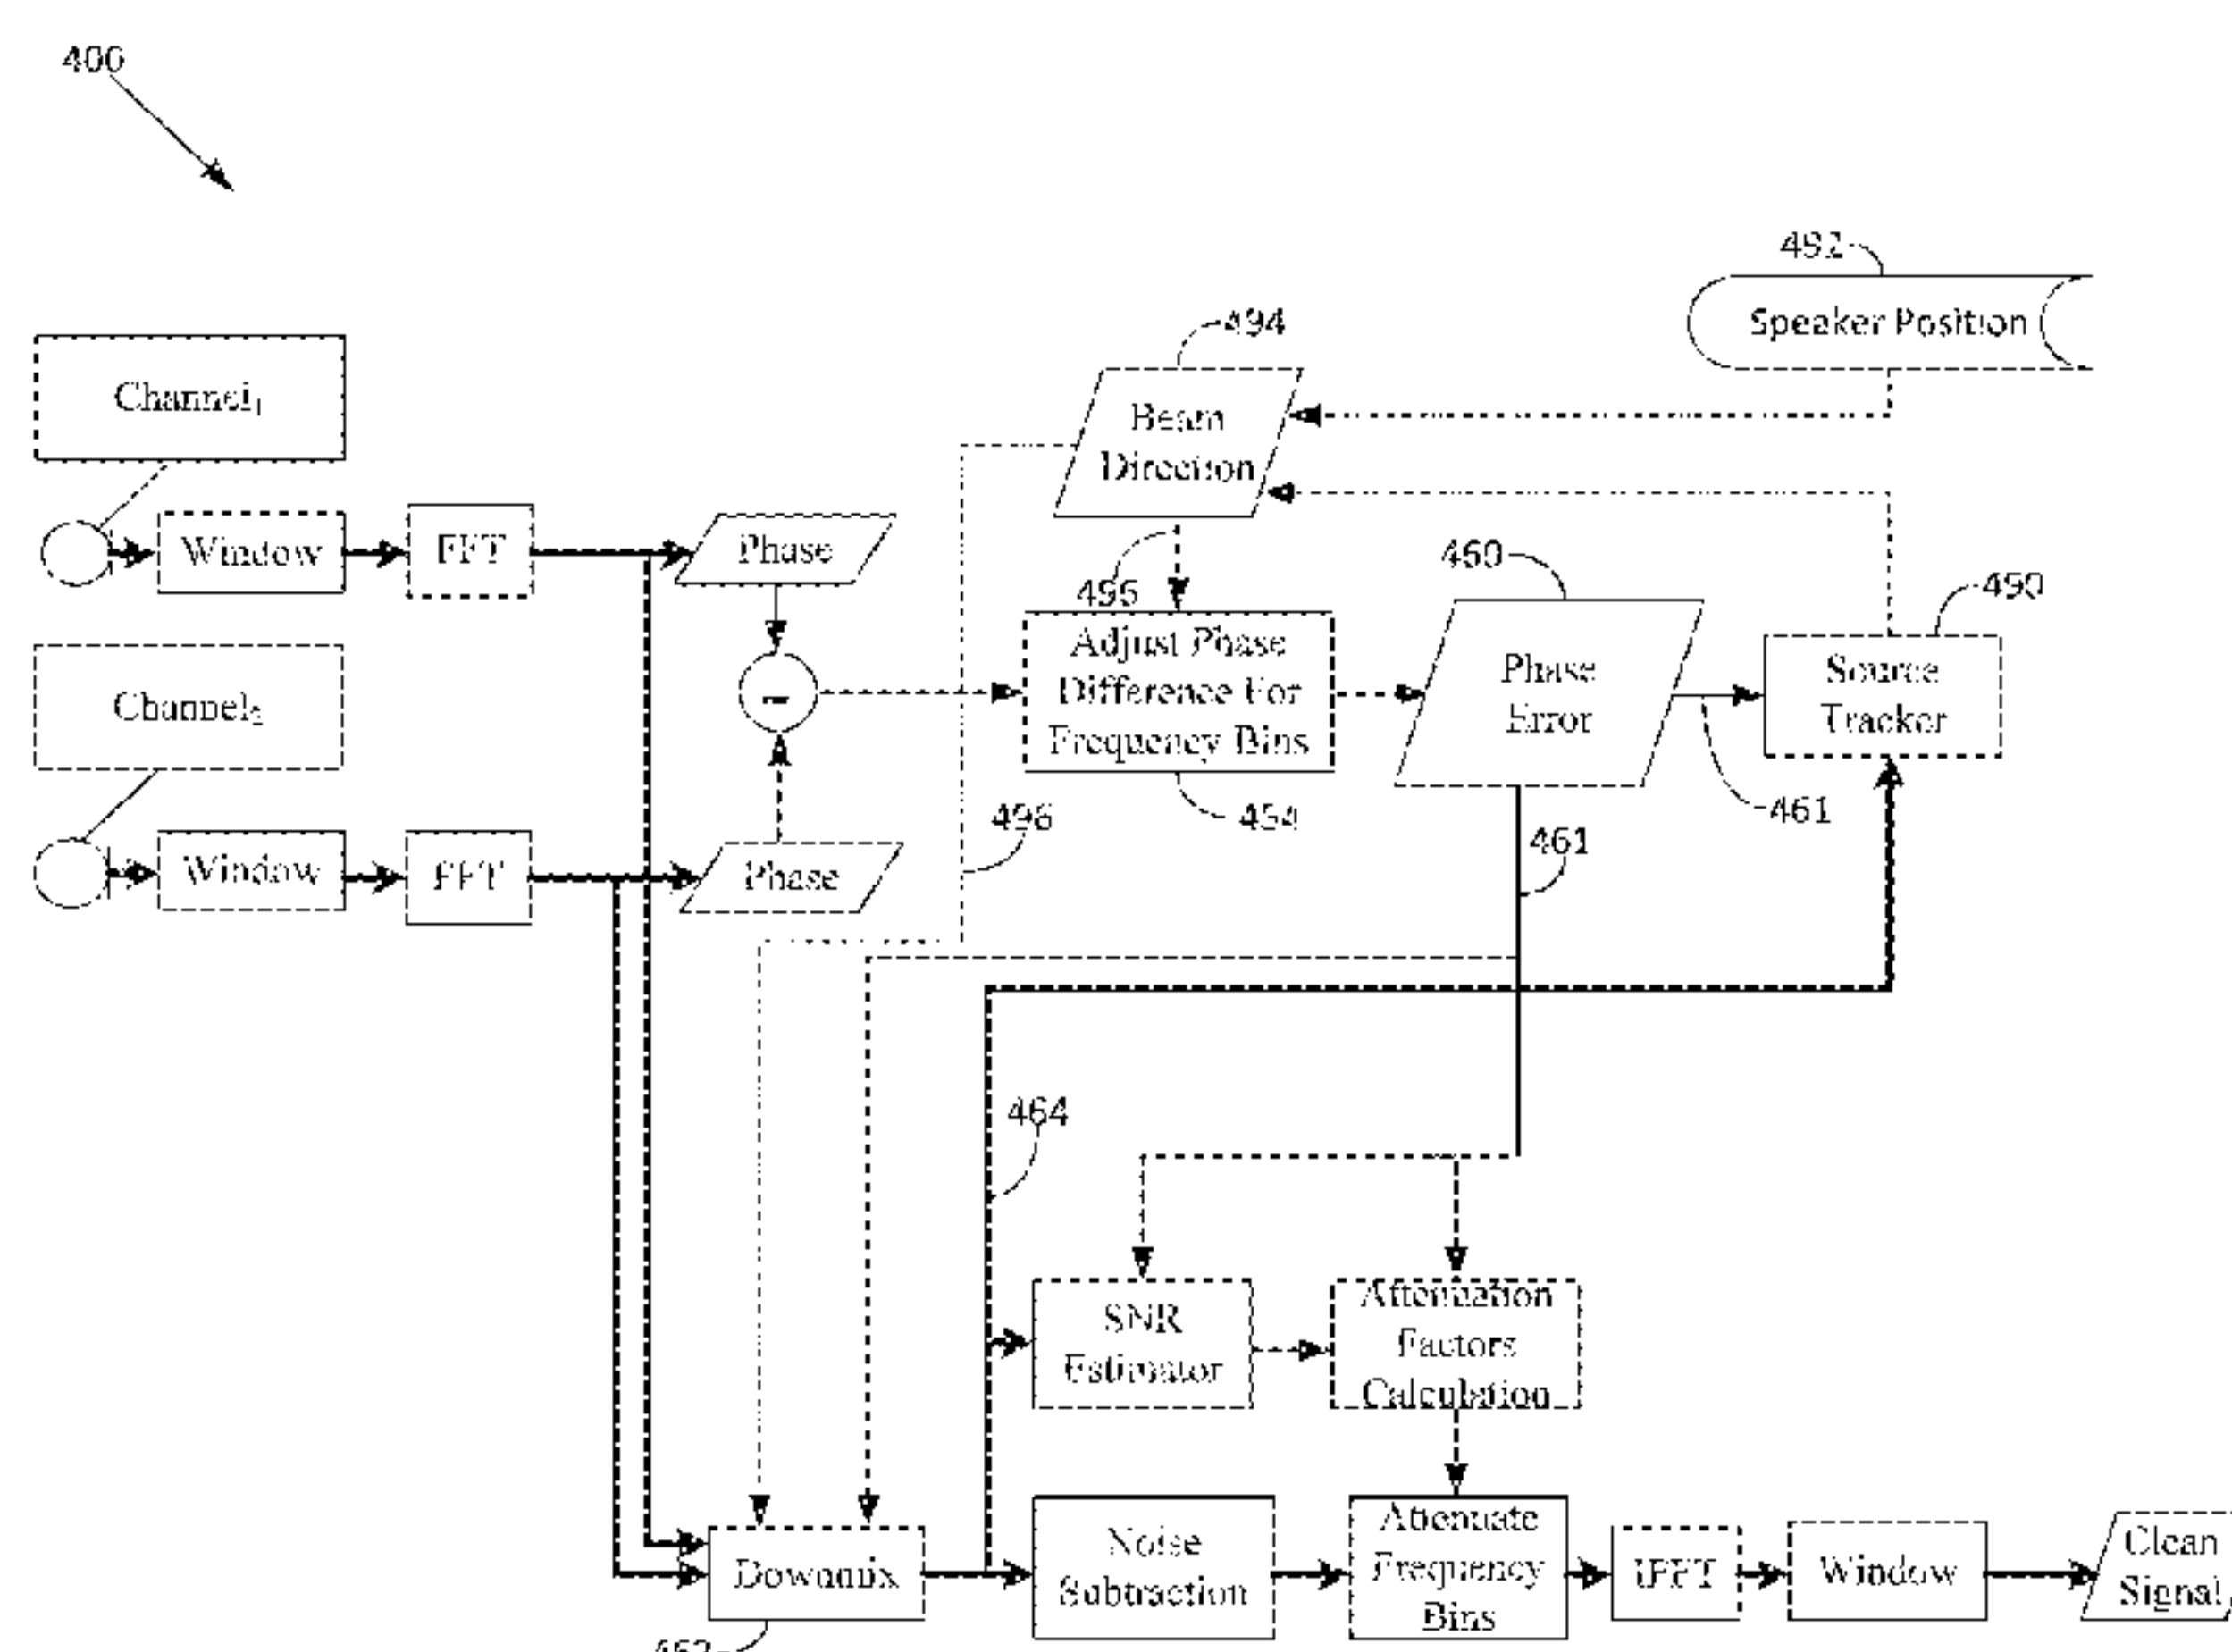 400
492
Speaker Position
494
Beam
Direction
Channel1
Window
FFT
Phase
495
460
490
Adjust Phase
Difference For
Frequency Bins
Phase
Error
Source
Tracker
Channel2
496
454
461
461
Window
FFT
Phase
464
SNR
Estimator
Attenuation
Factors
Calculation
Downmix
Noise
Subtraction
Attenuate
Frequency
Bins
IFFT
Window
Clean
Signal